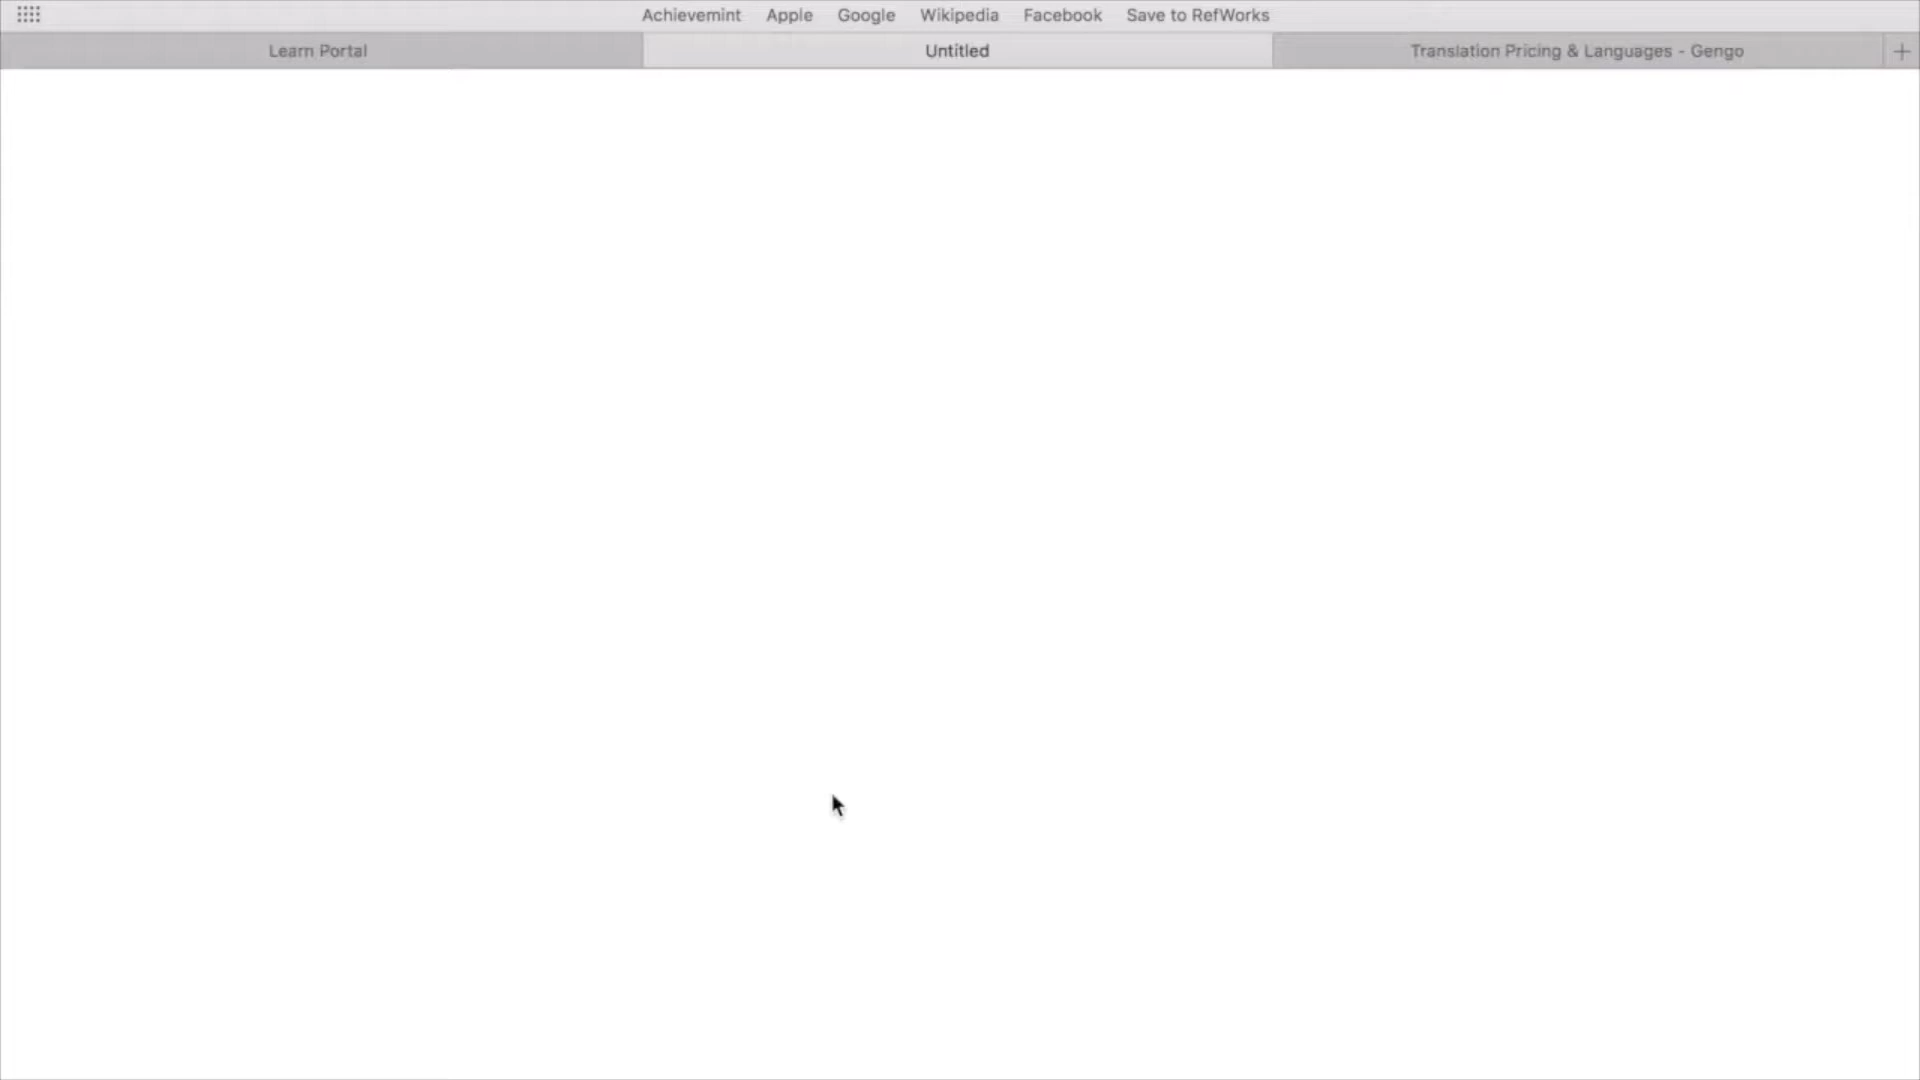 Achievemint Apple Google Wikipedia Facebook Save to RefWorks
Learn Portal Untitled Translation Pricing & Languages - Gengo